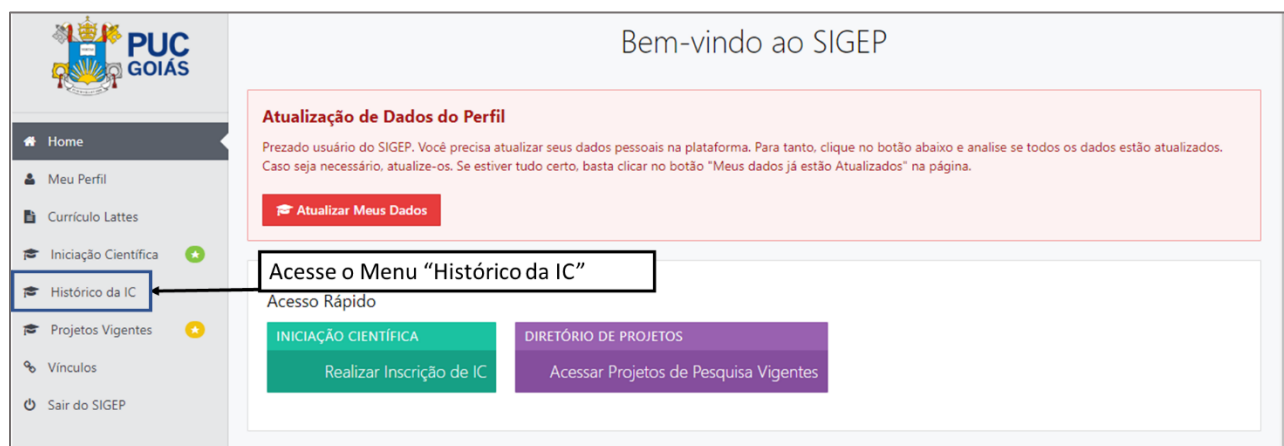 PUC
GOIÁS
Home
Meu Perfil
Currículo Lattes
Iniciação Científica
Histórico da IC
Projetos Vigentes
Vínculos
Sair do SIGEP
Bem-vindo ao SIGEP
Atualização de Dados do Perfil
Prezado usuário do SIGEP. Você precisa atualizar seus dados pessoais na plataforma. Para tanto, clique no botão abaixo e analise se todos os dados estão atualizados.
Caso seja necessário, atualize-os. Se estiver tudo certo, basta clicar no botão "Meus dados já estão Atualizados" na página.
Atualizar Meus Dados
Acesse o Menu “Histórico da IC”
Acesso Rápido
INICIAÇÃO CIENTÍFICA
Realizar Inscrição de IC
DIRETÓRIO DE PROJETOS
Acessar Projetos de Pesquisa Vigentes